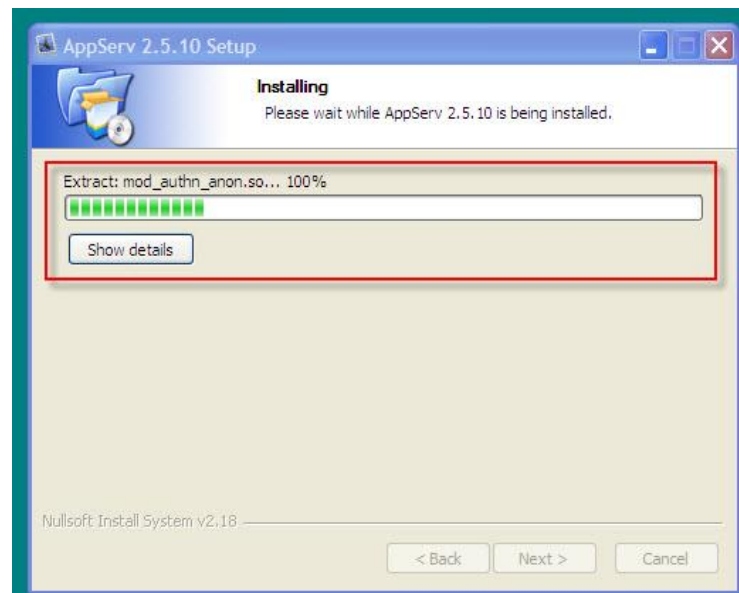 AppServ 2.5.10 Setup
Installing
Please wait while AppServ 2.5.10 is being installed.
Extract: mod_authn_anon.so... 100%
Show details
Nullsoft Install System v2.18
< Back Next > Cancel